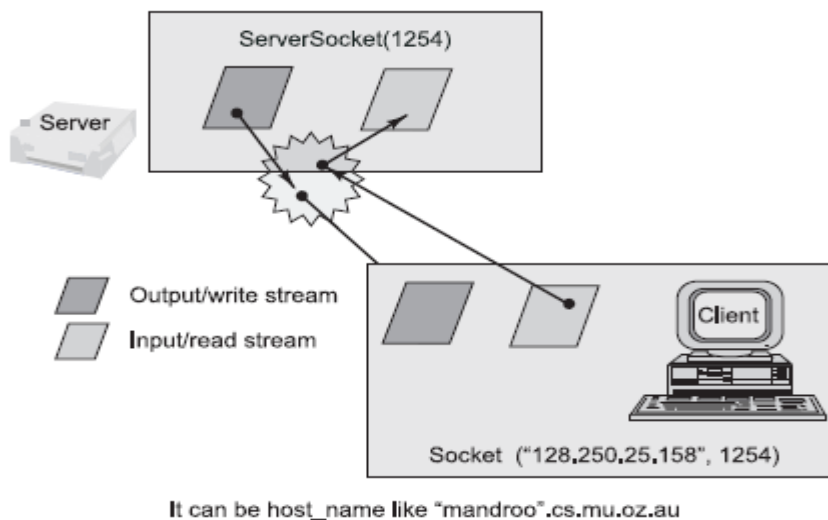 ServerSocket(1254)
Server
Output/write stream
Input/read stream
Client
Socket ("128.250.25.158", 1254)
It can be host_name like "mandroo".cs.mu.oz.au